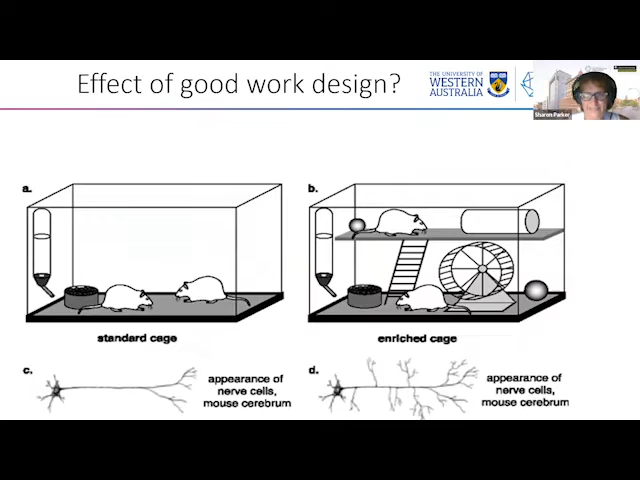 Effect of good work design?
THE UNIVERSITY OF
WESTERN
AUSTRALIA
Sharon Parker
a.
b.
standard cage
enriched cage
c.
appearance of
nerve cells,
mouse cerebrum
d.
appearance of
nerve cells,
mouse cerebrum